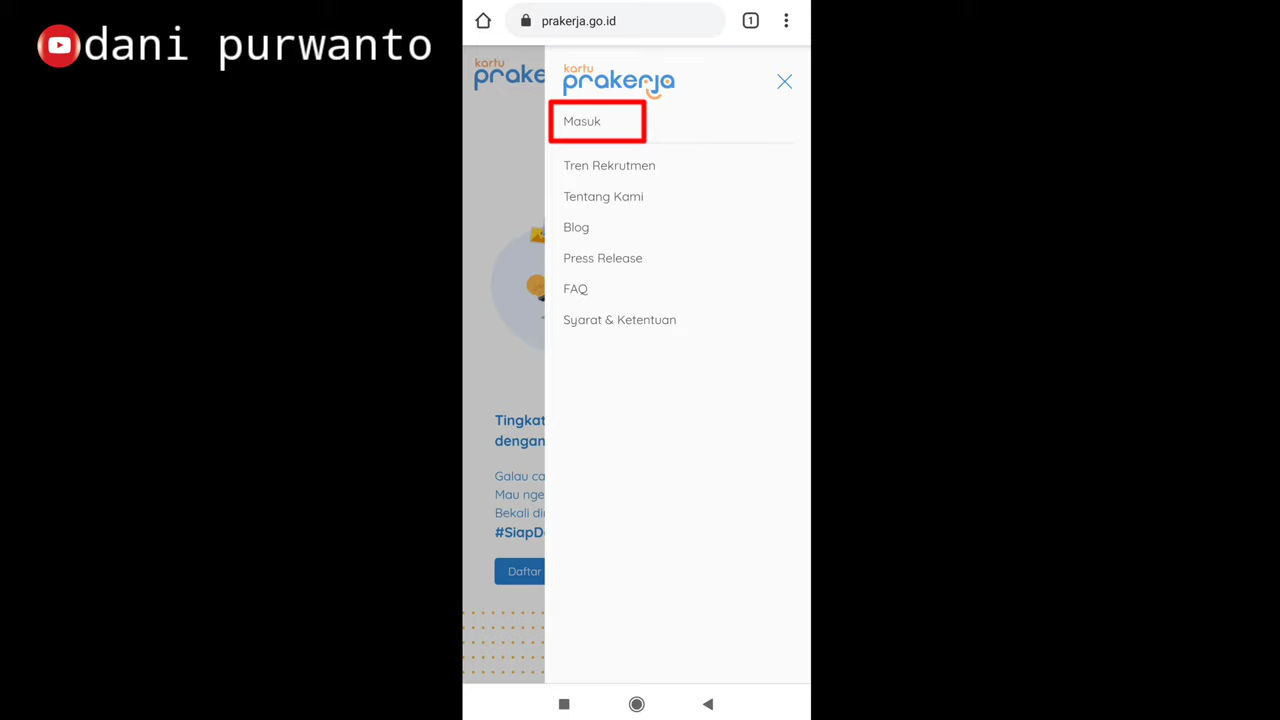 dani purwanto
prakerja.go.id
1
kartu
prake
kartu
prakerja
Masuk
Tren Rekrutmen
Tentang Kami
Blog
Press Release
FAQ
Syarat & Ketentuan
Tingkat
dengan
Galau ca
Mau nge
Bekali di
#SiapD
Daftar